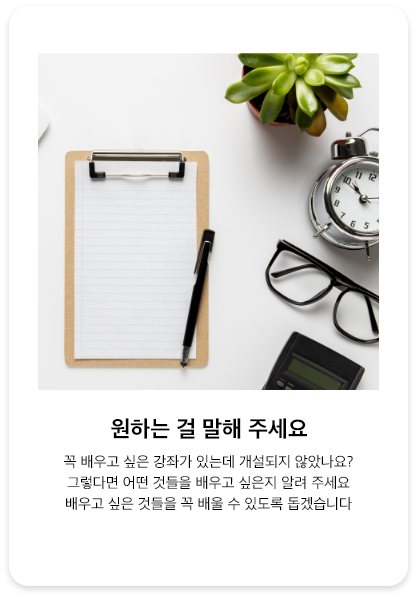 원하는 걸 말해 주세요
꼭 배우고 싶은 강좌가 있는데 개설되지 않았나요?
그렇다면 어떤 것들을 배우고 싶은지 알려 주세요
배우고 싶은 것들을 꼭 배울 수 있도록 돕겠습니다